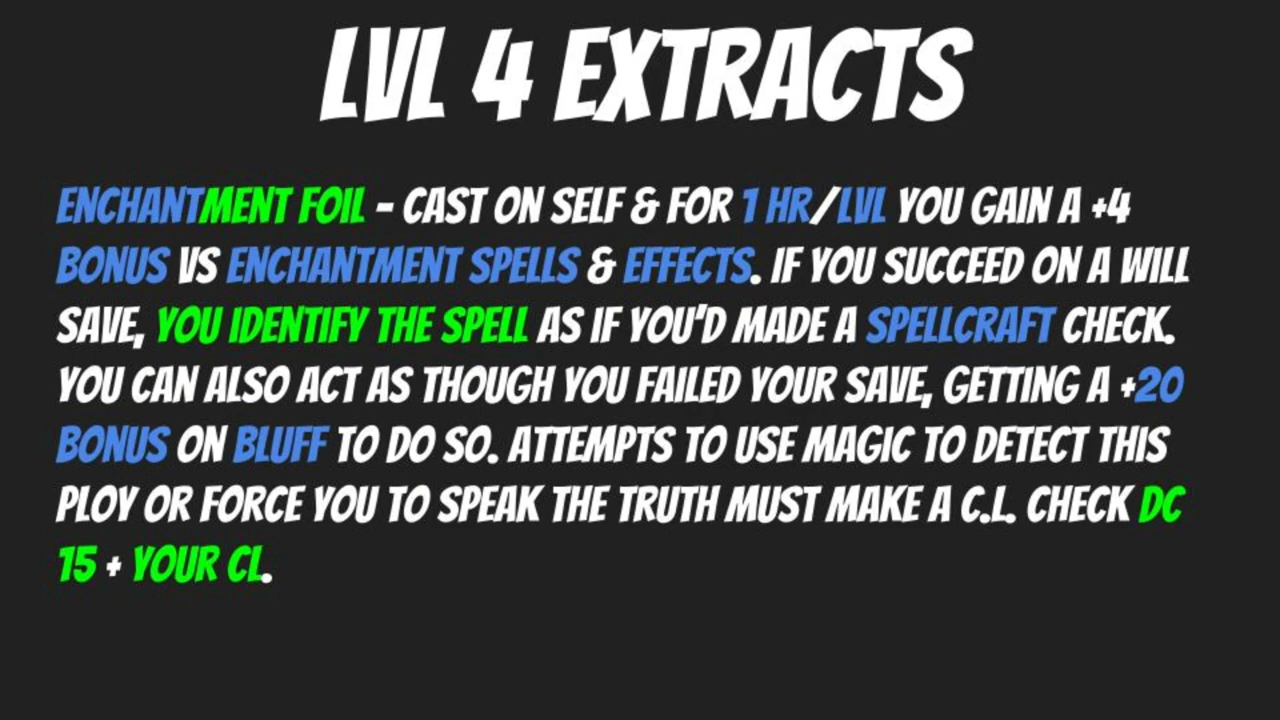 LVL 4 EXTRACTS
ENCHANTMENT FOIL - CAST ON SELF & FOR 1 HR/LVL YOU GAIN A +4
BONUS VS ENCHANTMENT SPELLS & EFFECTS. IF YOU SUCCEED ON A WILL
SAVE, YOU IDENTIFY THE SPELL AS IF YOU'D MADE A SPELLCRAFT CHECK.
YOU CAN ALSO ACT AS THOUGH YOU FAILED YOUR SAVE, GETTING A +20
BONUS ON BLUFF TO DO SO. ATTEMPTS TO USE MAGIC TO DETECT THIS
PLOY OR FORCE YOU TO SPEAK THE TRUTH MUST MAKE A C.L. CHECK DC
15 + YOUR CL.